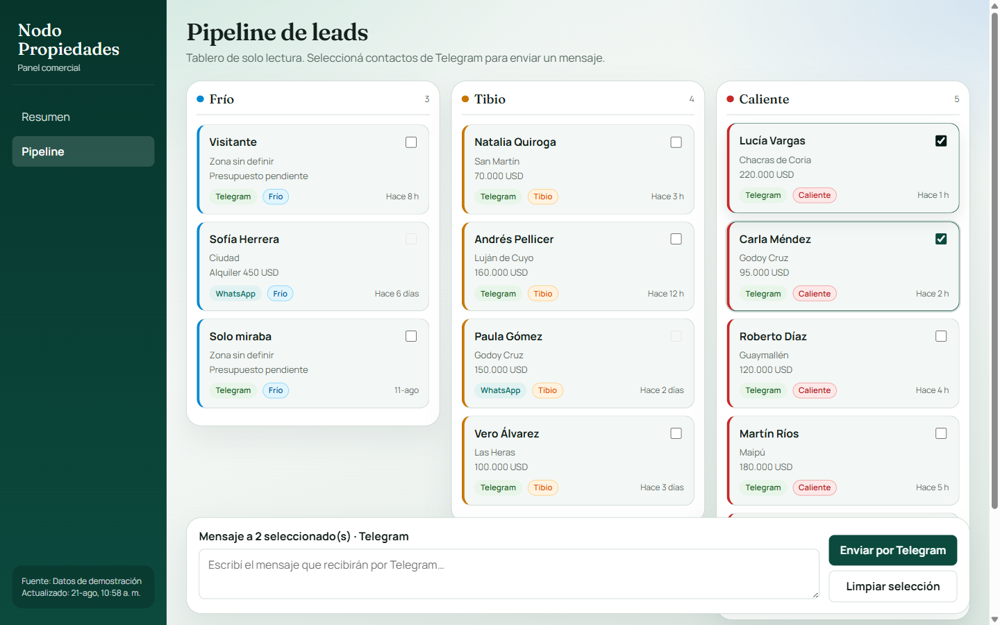 Nodo
Propiedades
Panel comercial
Resumen
Pipeline
Fuente: Datos de demostración
Actualizado: 21-ago, 10:58 a. m.
Pipeline de leads
Tablero de solo lectura. Seleccioná contactos de Telegram para enviar un mensaje.
Frío 3
Visitante
Zona sin definir
Presupuesto pendiente
Telegram Frío Hace 8 h
Sofía Herrera
Ciudad
Alquiler 450 USD
WhatsApp Frío Hace 6 días
Solo miraba
Zona sin definir
Presupuesto pendiente
Telegram Frío 11-ago
Tibio 4
Natalia Quiroga
San Martín
70.000 USD
Telegram Tibio Hace 3 h
Andrés Pellicer
Luján de Cuyo
160.000 USD
Telegram Tibio Hace 12 h
Paula Gómez
Godoy Cruz
150.000 USD
WhatsApp Tibio Hace 2 días
Vero Álvarez
Las Heras
100.000 USD
Telegram Tibio Hace 3 días
Caliente 5
Lucía Vargas
Chacras de Coria
220.000 USD
Telegram Caliente Hace 1 h
Carla Méndez
Godoy Cruz
95.000 USD
Telegram Caliente Hace 2 h
Roberto Díaz
Guaymallén
120.000 USD
Telegram Caliente Hace 4 h
Martín Ríos
Maipú
180.000 USD
Telegram Caliente Hace 5 h
Mensaje a 2 seleccionado(s) · Telegram
Escribí el mensaje que recibirán por Telegram...
Enviar por Telegram
Limpiar selección